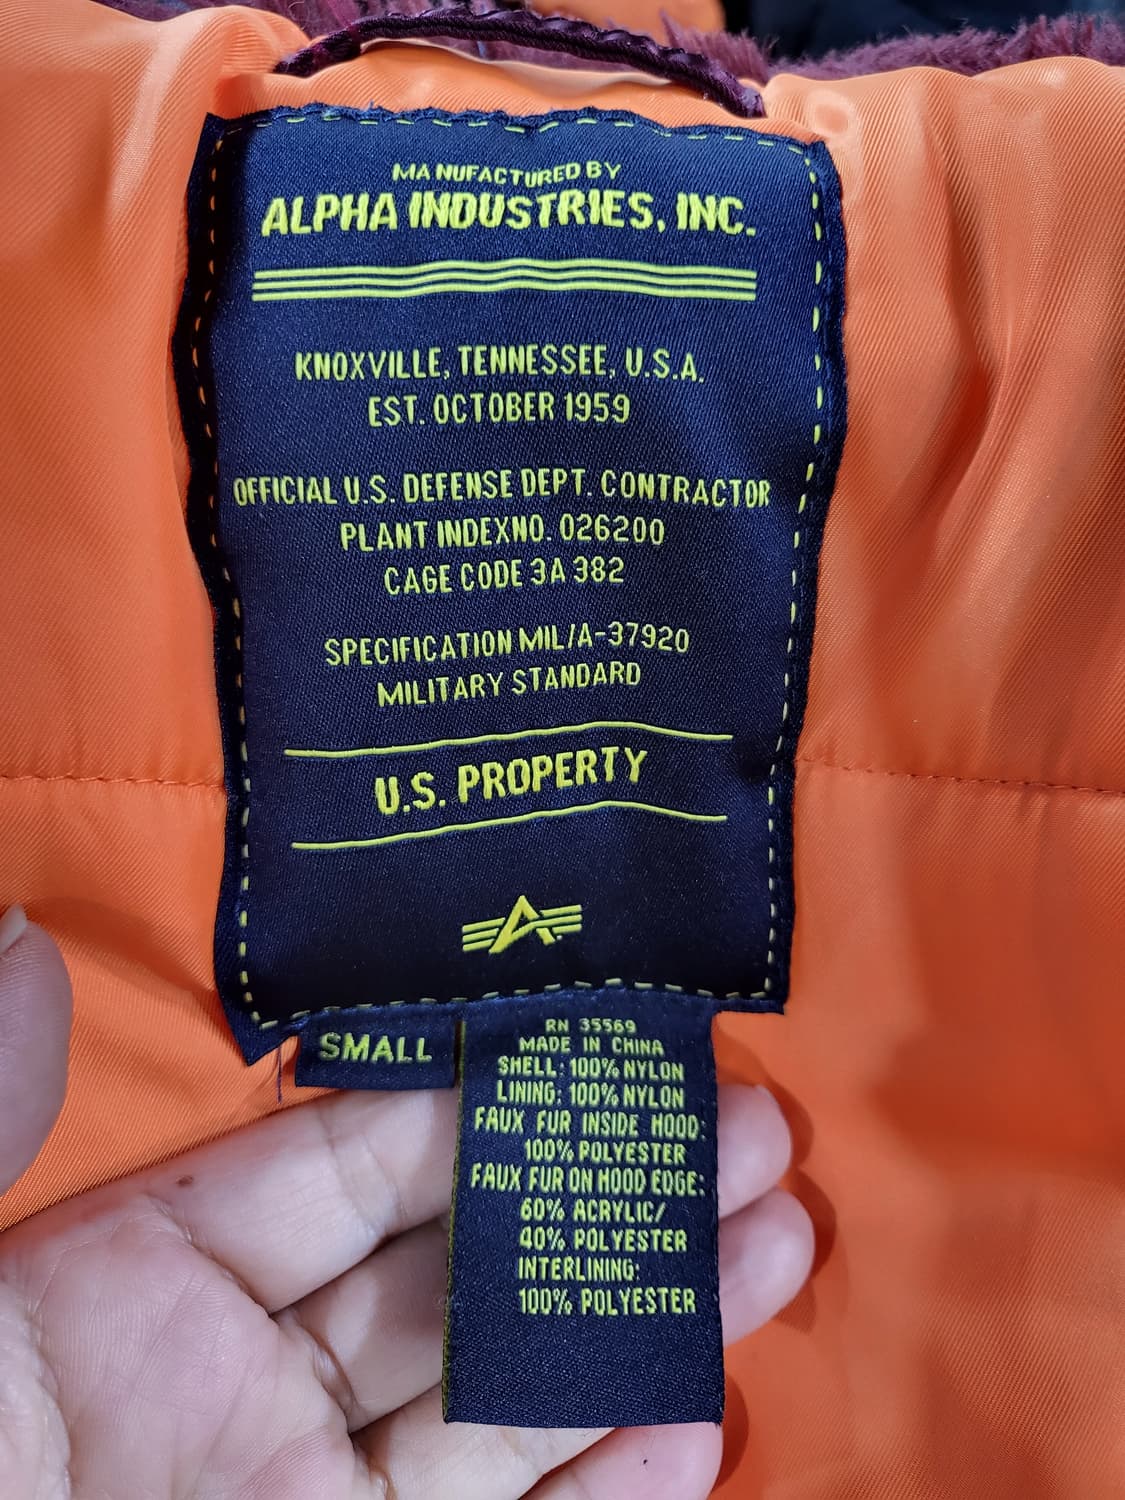 MANUFACTURED BY
ALPHA INDUSTRIES, INC.
KNOXVILLE, TENNESSEE, U.S.A.
EST. OCTOBER 1959
OFFICIAL U.S. DEFENSE DEPT. CONTRACTOR
PLANT INDEXNO. 026200
CAGE CODE 3A 382
SPECIFICATION MIL/A-37920
MILITARY STANDARD
U.S. PROPERTY
A
SMALL
RN 35569
MADE IN CHINA
SHELL: 100% NYLON
LINING: 100% NYLON
FAUX FUR INSIDE HOOD:
100% POLYESTER
FAUX FUR ON HOOD EDGE:
60% ACRYLIC/
40% POLYESTER
INTERLINING:
100% POLYESTER